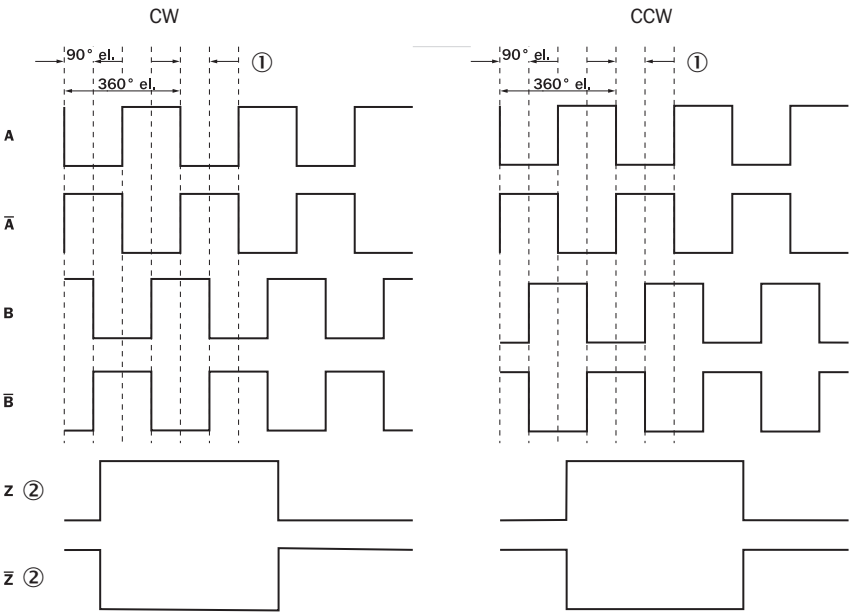 CW CCW
90° el. ① 90° el. ①
360° el. 360° el.
A
A̅
B
B̅
Z ②
Z̅ ②